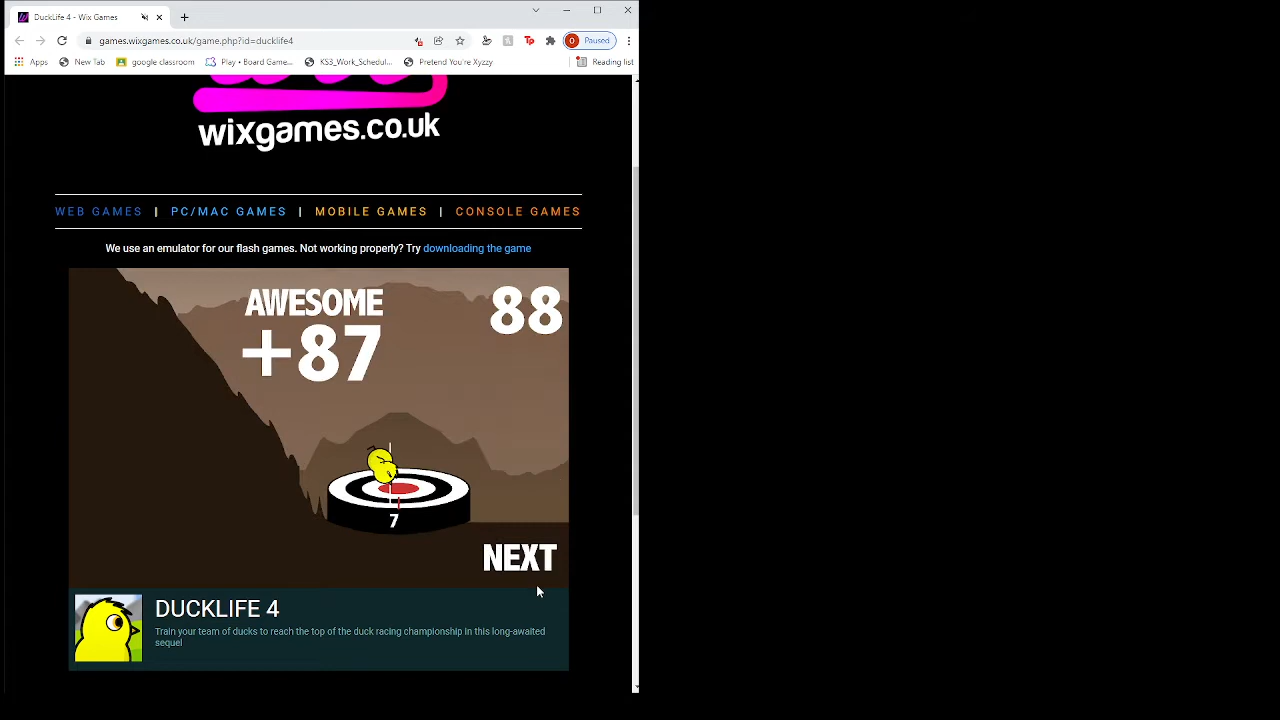 DuckLife 4 - Wix Games
games.wixgames.co.uk/game.php?id=ducklife4
Paused
Apps New Tab google classroom Play • Board Game... KS3_Work_Schedul... Pretend You're Xyzzy Reading list
wixgames.co.uk
WEB GAMES | PC/MAC GAMES | MOBILE GAMES | CONSOLE GAMES
We use an emulator for our flash games. Not working properly? Try downloading the game
AWESOME
+87
88
7
NEXT
DUCKLIFE 4
Train your team of ducks to reach the top of the duck racing championship in this long-awaited
sequel